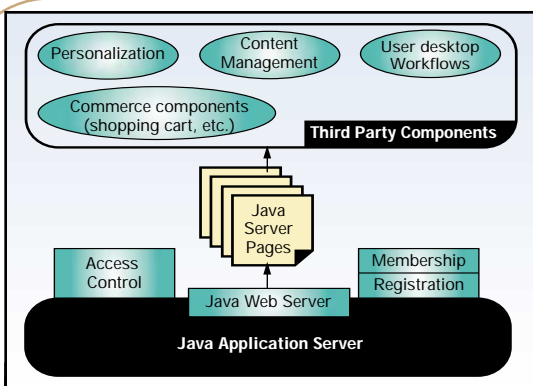 Personalization
Content
Management
User desktop
Workflows
Commerce components
(shopping cart, etc.)
Third Party Components
Java
Server
Pages
Access
Control
Java Web Server
Membership
Registration
Java Application Server